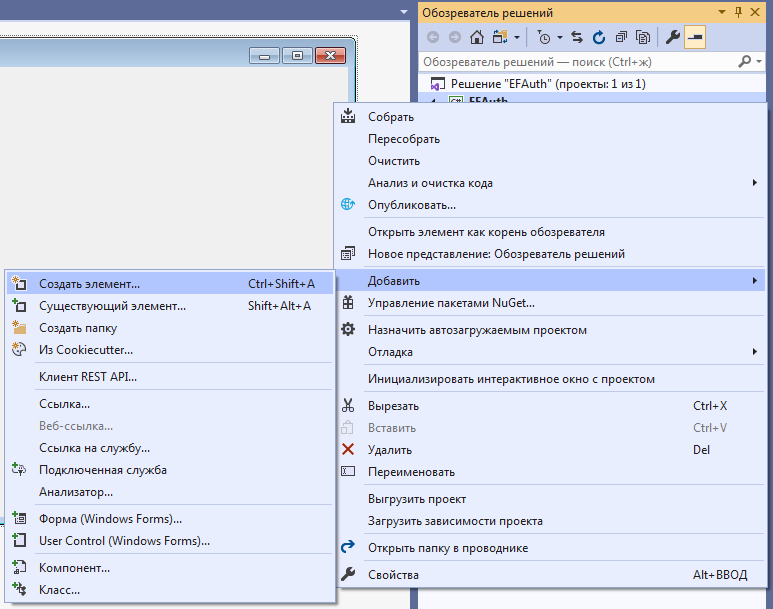 Обозреватель решений
Обозреватель решений — поиск (Ctrl+ж)
Решение "EFAuth" (проекты: 1 из 1)
EFAuth
Собрать
Пересобрать
Очистить
Анализ и очистка кода
Опубликовать...
Открыть элемент как корень обозревателя
Новое представление: Обозреватель решений
Добавить
Управление пакетами NuGet...
Назначить автозагружаемым проектом
Отладка
Инициализировать интерактивное окно с проектом
Вырезать Ctrl+X
Вставить Ctrl+V
Удалить Del
Переименовать
Выгрузить проект
Загрузить зависимости проекта
Открыть папку в проводнике
Свойства Alt+ВВОД
Создать элемент... Ctrl+Shift+A
Существующий элемент... Shift+Alt+A
Создать папку
Из Cookiecutter...
Клиент REST API...
Ссылка...
Веб-ссылка...
Ссылка на службу...
Подключенная служба
Анализатор...
Форма (Windows Forms)...
User Control (Windows Forms)...
Компонент...
Класс...